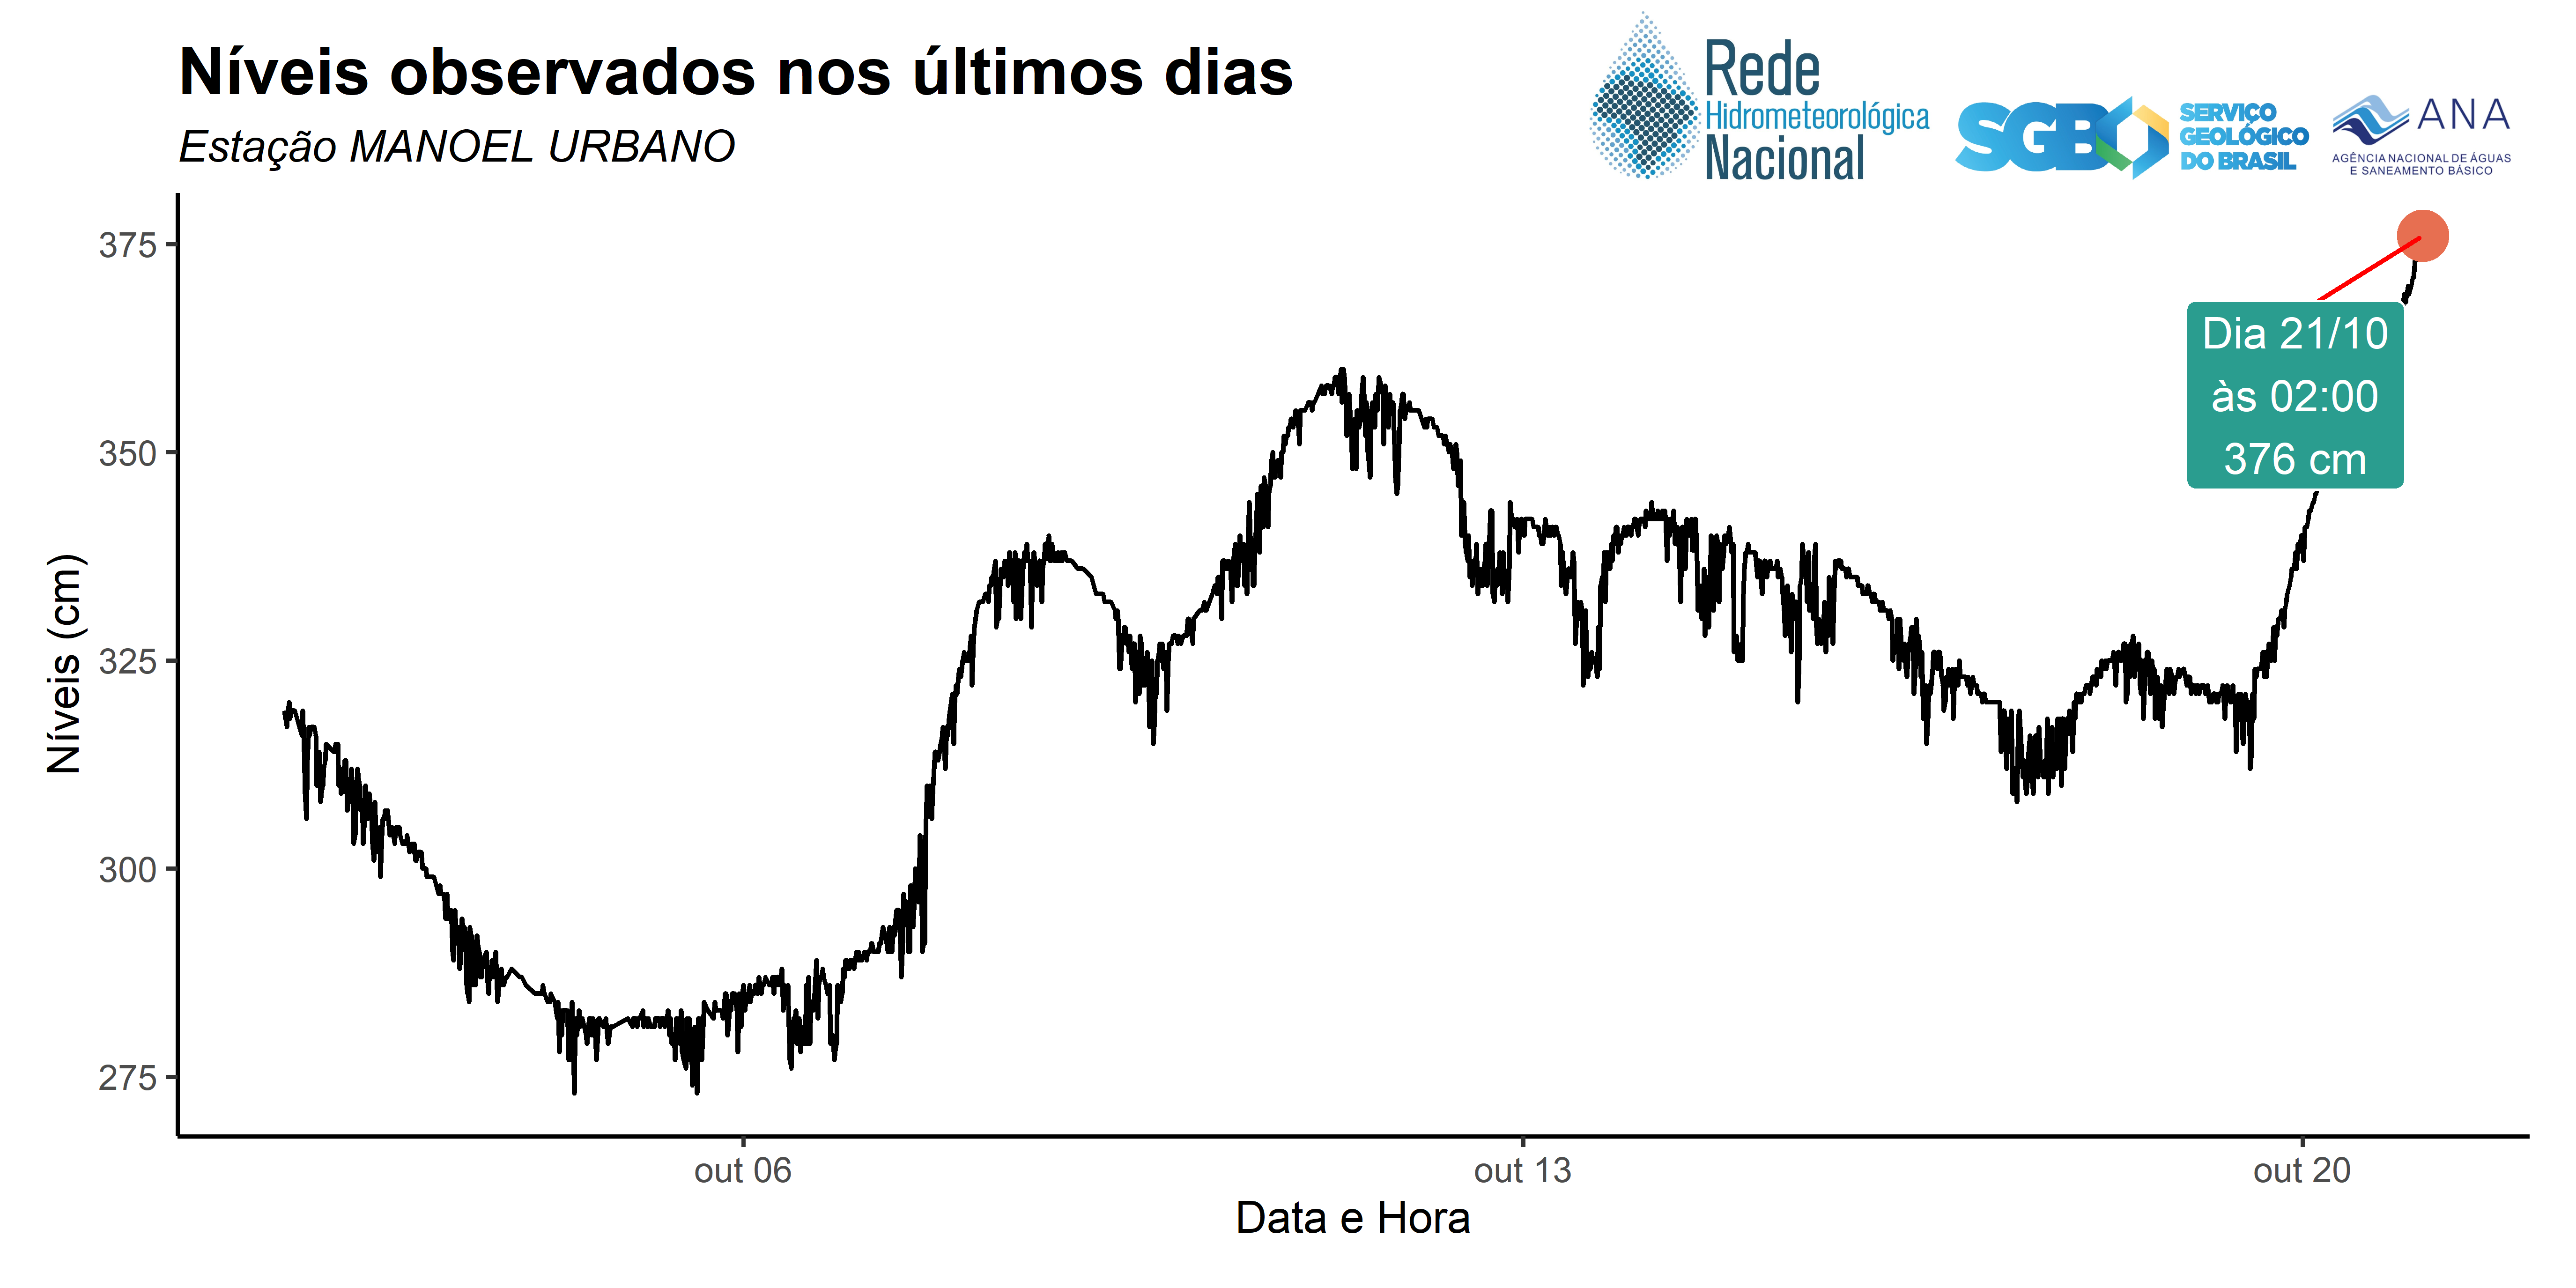 Níveis observados nos últimos dias
Estação MANOEL URBANO
Rede
Hidrometeorológica
Nacional
SGB
SERVIÇO
GEOLÓGICO
DO BRASIL
ANA
AGÊNCIA NACIONAL DE ÁGUAS
E SANEAMENTO BÁSICO
Níveis (cm)
375
350
325
300
275
Dia 21/10
às 02:00
376 cm
out 06
out 13
out 20
Data e Hora